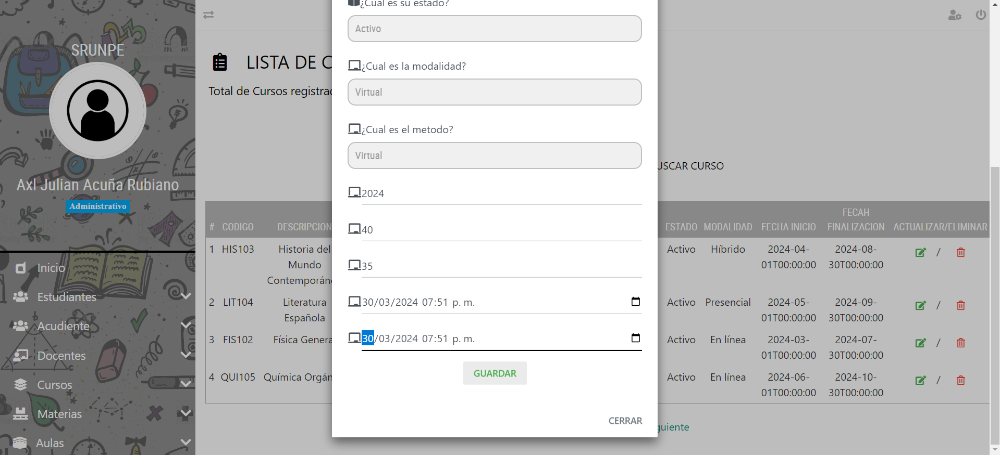 SRUNPE
Axl Julian Acuña Rubiano
Administrativo
Inicio
Estudiantes
Acudiente
Docentes
Cursos
Materias
Aulas
LISTA DE C
Total de Cursos registrad
USCAR CURSO
# CODIGO DESCRIPCION ESTADO MODALIDAD FECHA INICIO FECAH FINALIZACION ACTUALIZAR/ELIMINAR
1 HIS103 Historia del Mundo Contemporáne Activo Híbrido 2024-04-01T00:00:00 2024-08-30T00:00:00 /
2 LIT104 Literatura Española Activo Presencial 2024-05-01T00:00:00 2024-09-30T00:00:00 /
3 FIS102 Física Genera Activo En línea 2024-03-01T00:00:00 2024-07-30T00:00:00 /
4 QUI105 Química Orgán Activo En línea 2024-06-01T00:00:00 2024-10-30T00:00:00 /
guiente
¿Cual es su estado?
Activo
¿Cual es la modalidad?
Virtual
¿Cual es el metodo?
Virtual
2024
40
35
30/03/2024 07:51 p. m.
30/03/2024 07:51 p. m.
GUARDAR
CERRAR